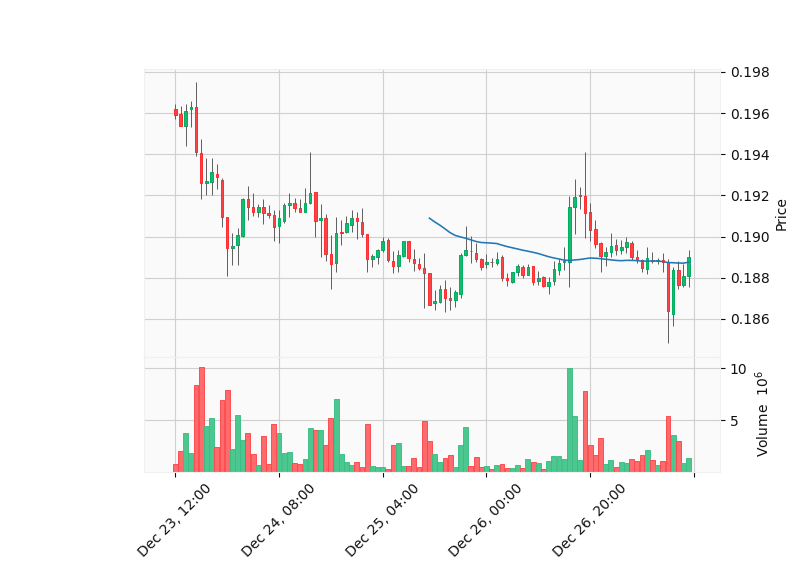 0.198
0.196
0.194
0.192
0.190
0.188
0.186
Price
10
5
Volume 10^6
Dec 23, 12:00
Dec 24, 08:00
Dec 25, 04:00
Dec 26, 00:00
Dec 26, 20:00